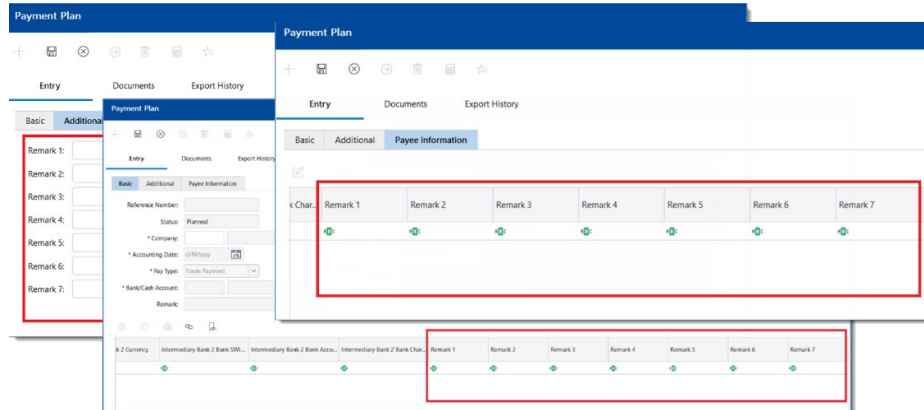 Payment Plan
Entry Documents Export History
Basic Additiona
Remark 1:
Remark 2:
Remark 3:
Remark 4:
Remark 5:
Remark 6:
Remark 7:
Payment Plan
Entry Documents Export History
Basic Additional Payee Information
Reference Number:
Status: Planned
* Company:
* Accounting Date: d/M/yyyy 15
* Pay Type: Trade Payment
* Bank/Cash Account:
Remark:
k 2 Currency Intermediary Bank 2 Bank SWI... Intermediary Bank 2 Bank Acco... Intermediary Bank 2 Bank Char... Remark 1 Remark 2 Remark 3 Remark 4 Remark 5 Remark 6 Remark 7
Payment Plan
Entry Documents Export History
Basic Additional Payee Information
k Char... Remark 1 Remark 2 Remark 3 Remark 4 Remark 5 Remark 6 Remark 7